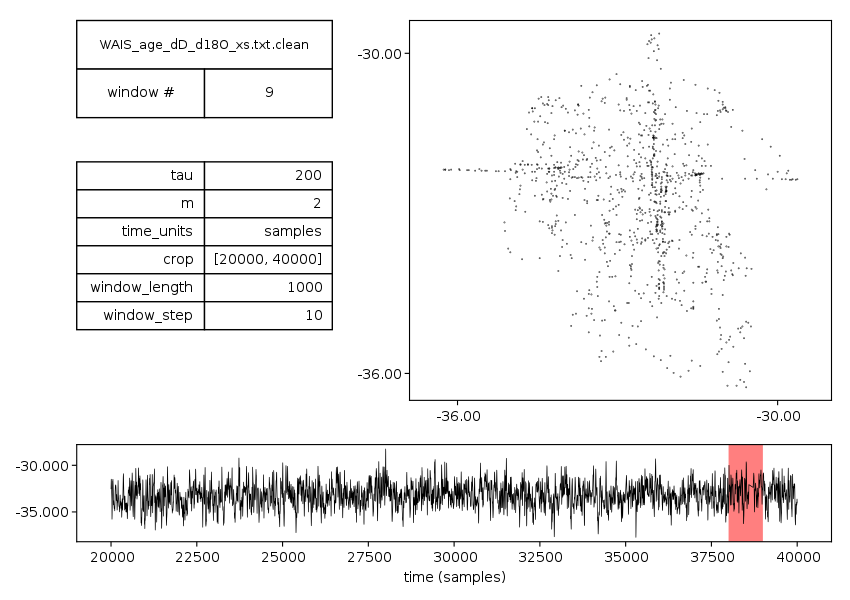 WAIS_age_dD_d18O_xs.txt.clean
window # 9
tau 200
m 2
time_units samples
crop [20000, 40000]
window_length 1000
window_step 10
-30.00
-36.00
-36.00 -30.00
-30.000
-35.000
20000 22500 25000 27500 30000 32500 35000 37500 40000
time (samples)